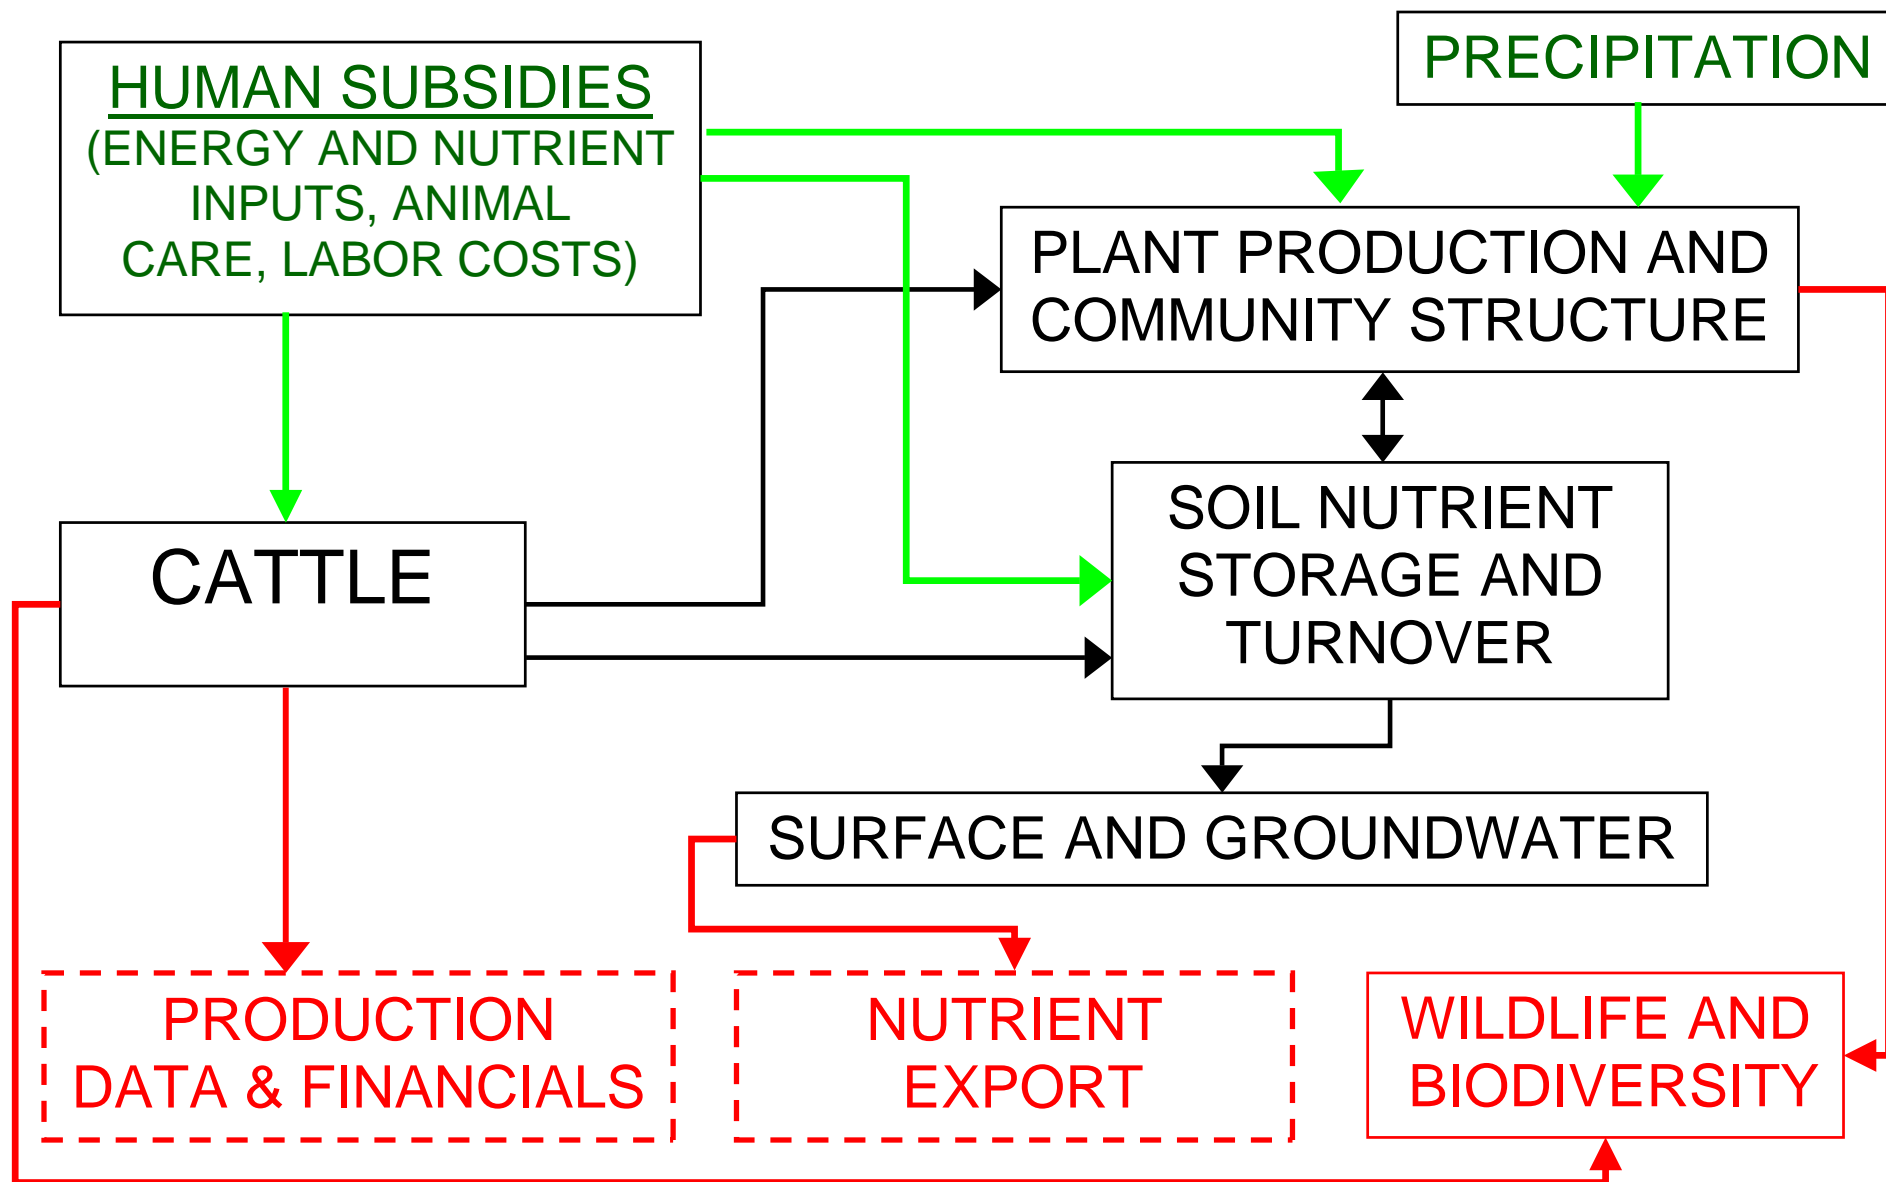 HUMAN SUBSIDIES
(ENERGY AND NUTRIENT
INPUTS, ANIMAL
CARE, LABOR COSTS)
PRECIPITATION
PLANT PRODUCTION AND
COMMUNITY STRUCTURE
CATTLE
SOIL NUTRIENT
STORAGE AND
TURNOVER
SURFACE AND GROUNDWATER
PRODUCTION
DATA & FINANCIALS
NUTRIENT
EXPORT
WILDLIFE AND
BIODIVERSITY